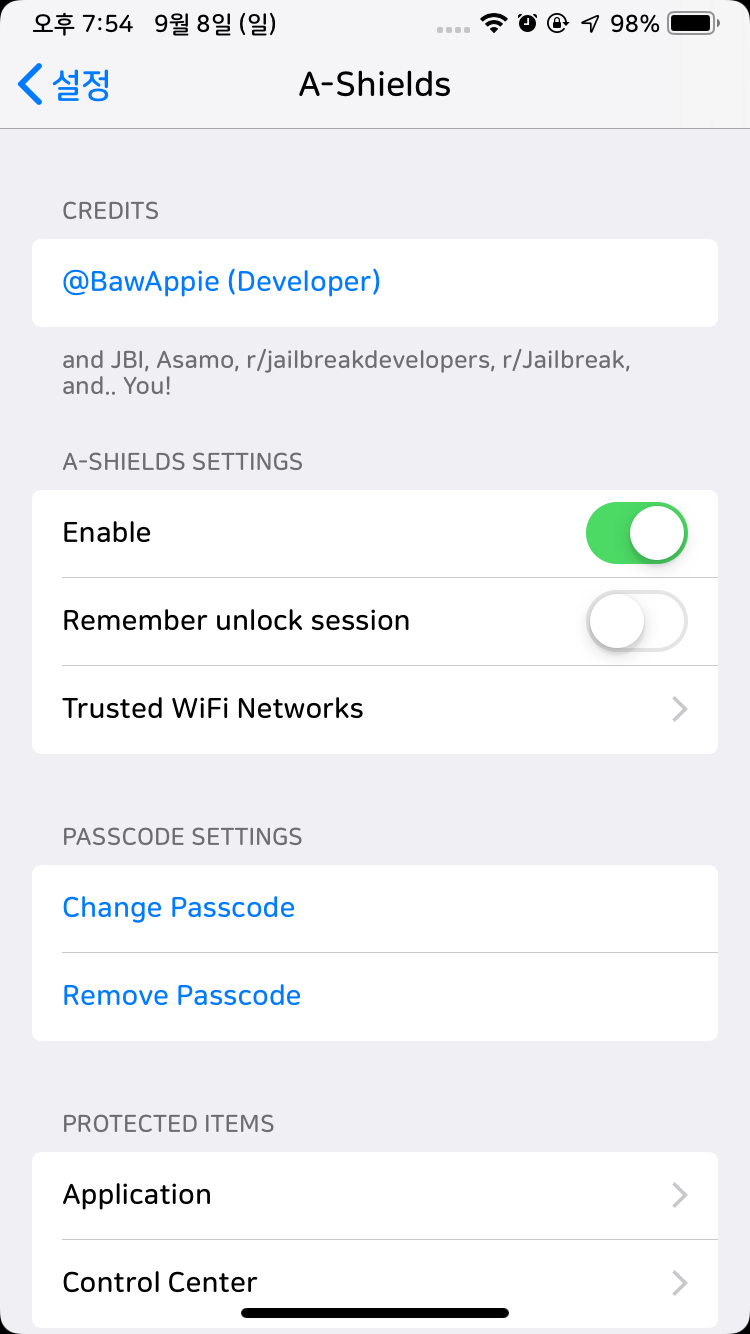 오후 7:54 9월 8일 (일) 98%
설정 A-Shields
CREDITS
@BawAppie (Developer)
and JBI, Asamo, r/jailbreakdevelopers, r/Jailbreak,
and.. You!
A-SHIELDS SETTINGS
Enable
Remember unlock session
Trusted WiFi Networks
PASSCODE SETTINGS
Change Passcode
Remove Passcode
PROTECTED ITEMS
Application
Control Center